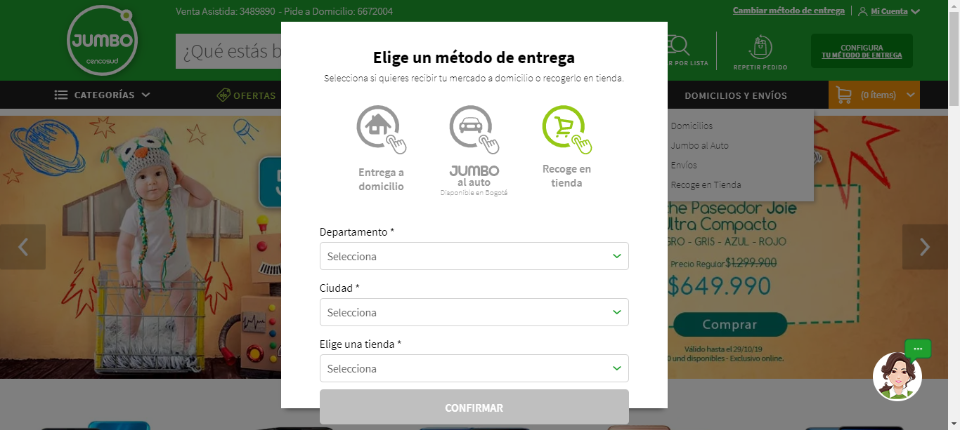 Venta Asistida: 3489890 - Pide a Domicilio: 6672004
Cambiar método de entrega
Mi Cuenta
JUMBO
cencosud
¿Qué estás b
R POR LISTA
REPETIR PEDIDO
CONFIGURA
TU MÉTODO DE ENTREGA
CATEGORÍAS
OFERTAS
DOMICILIOS Y ENVÍOS
(0 ítems)
Domicilios
Jumbo al Auto
Envíos
Recoge en Tienda
Elige un método de entrega
Selecciona si quieres recibir tu mercado a domicilio o recogerlo en tienda.
Entrega a
domicilio
JUMBO
al auto
Disponible en Bogotá
Recoge en
tienda
Departamento *
Selecciona
Ciudad *
Selecciona
Elige una tienda *
Selecciona
CONFIRMAR
he Paseador Joie
ltra Compacto
GRO - GRIS - AZUL - ROJO
Precio Regular $1.299.900
$649.990
Comprar
Válido hasta el 29/10/19
0 und disponibles - Exclusivo online.